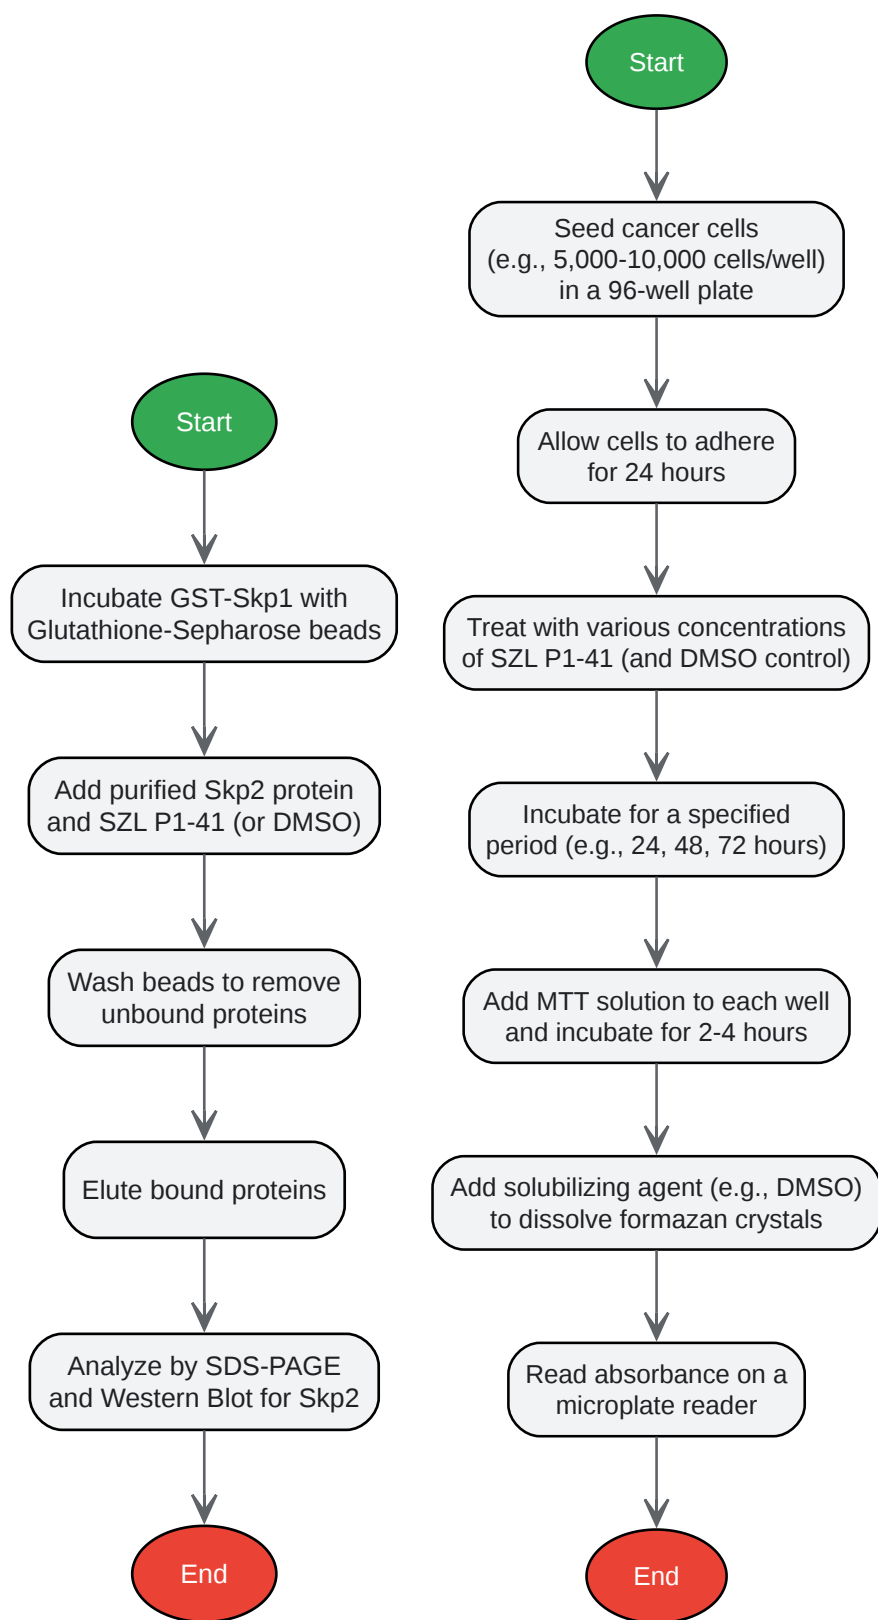 Start
Incubate GST-Skp1 with
Glutathione-Sepharose beads
Add purified Skp2 protein
and SZL P1-41 (or DMSO)
Wash beads to remove
unbound proteins
Elute bound proteins
Analyze by SDS-PAGE
and Western Blot for Skp2
End
Start
Seed cancer cells
(e.g., 5,000-10,000 cells/well)
in a 96-well plate
Allow cells to adhere
for 24 hours
Treat with various concentrations
of SZL P1-41 (and DMSO control)
Incubate for a specified
period (e.g., 24, 48, 72 hours)
Add MTT solution to each well
and incubate for 2-4 hours
Add solubilizing agent (e.g., DMSO)
to dissolve formazan crystals
Read absorbance on a
microplate reader
End